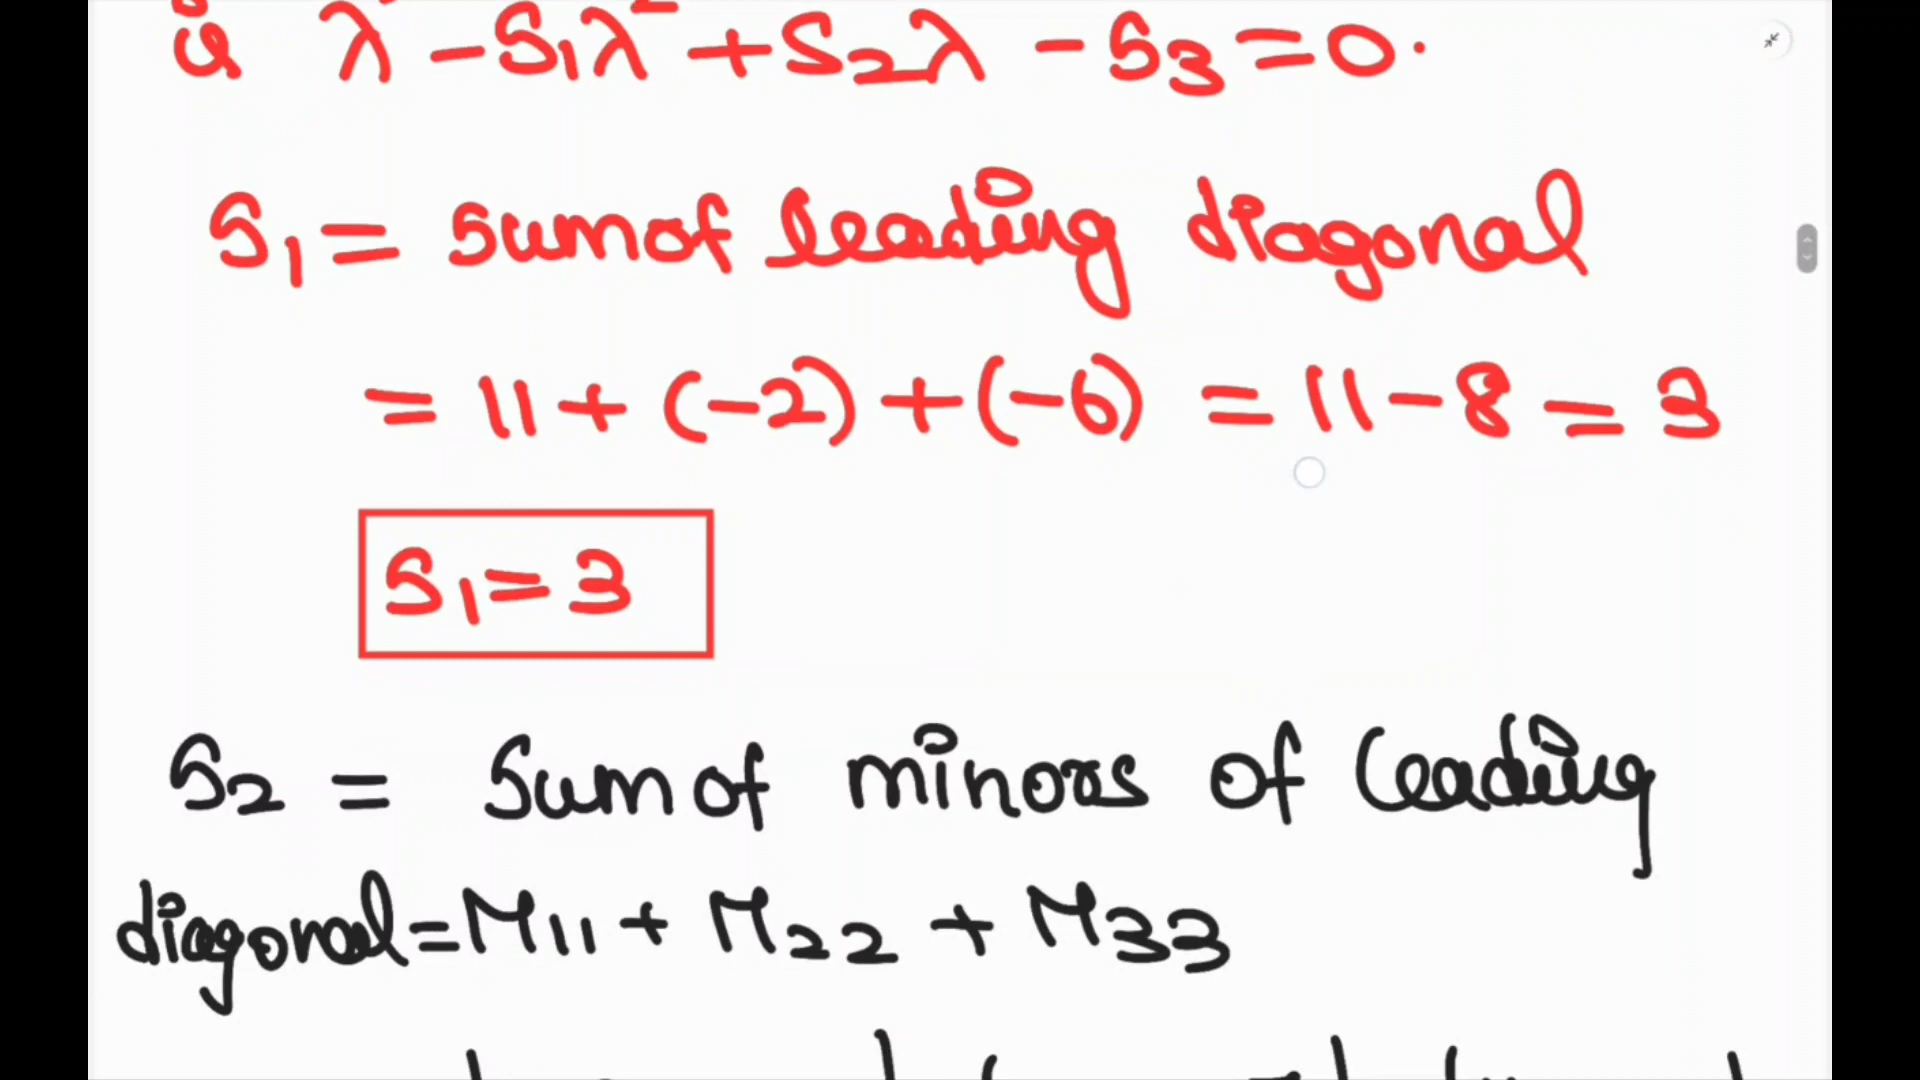 is λ³ - S₁λ² + S₂λ - S₃ = 0.
S₁ = sum of leading diagonal
= 11 + (-2) + (-6) = 11 - 8 = 3
S₁ = 3
S₂ = Sum of minors of leading
diagonal = M₁₁ + M₂₂ + M₃₃